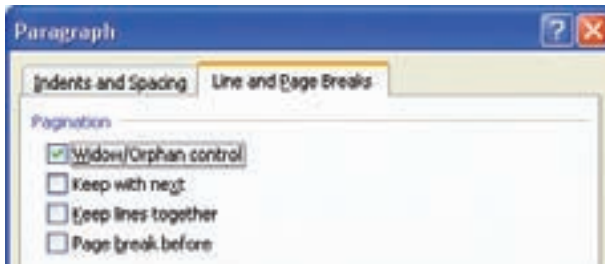 Paragraph
Indents and Spacing Line and Page Breaks
Pagination
Widow/Orphan control
Keep with next
Keep lines together
Page break before